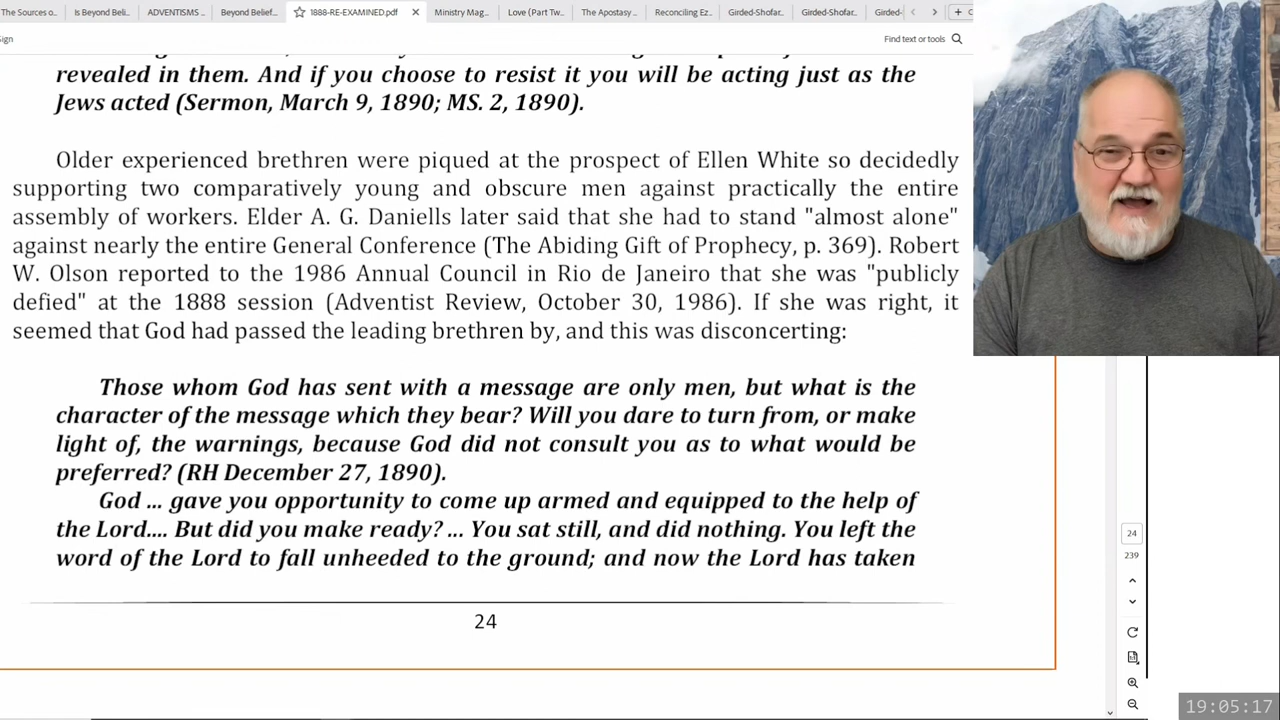 The Sources o...
Is Beyond Beli...
ADVENTISMS ...
Beyond Belief...
1888-RE-EXAMINED.pdf
Ministry Mag...
Love (Part Tw...
The Apostasy ...
Reconciling Ez...
Girded-Shofar...
Girded-Shofar...
Girded-
Sign
Find text or tools
revealed in them. And if you choose to resist it you will be acting just as the
Jews acted (Sermon, March 9, 1890; MS. 2, 1890).
Older experienced brethren were piqued at the prospect of Ellen White so decidedly
supporting two comparatively young and obscure men against practically the entire
assembly of workers. Elder A. G. Daniells later said that she had to stand "almost alone"
against nearly the entire General Conference (The Abiding Gift of Prophecy, p. 369). Robert
W. Olson reported to the 1986 Annual Council in Rio de Janeiro that she was "publicly
defied" at the 1888 session (Adventist Review, October 30, 1986). If she was right, it
seemed that God had passed the leading brethren by, and this was disconcerting:
Those whom God has sent with a message are only men, but what is the
character of the message which they bear? Will you dare to turn from, or make
light of, the warnings, because God did not consult you as to what would be
preferred? (RH December 27, 1890).
God ... gave you opportunity to come up armed and equipped to the help of
the Lord.... But did you make ready? ... You sat still, and did nothing. You left the
word of the Lord to fall unheeded to the ground; and now the Lord has taken
24
24
239
19:05:17